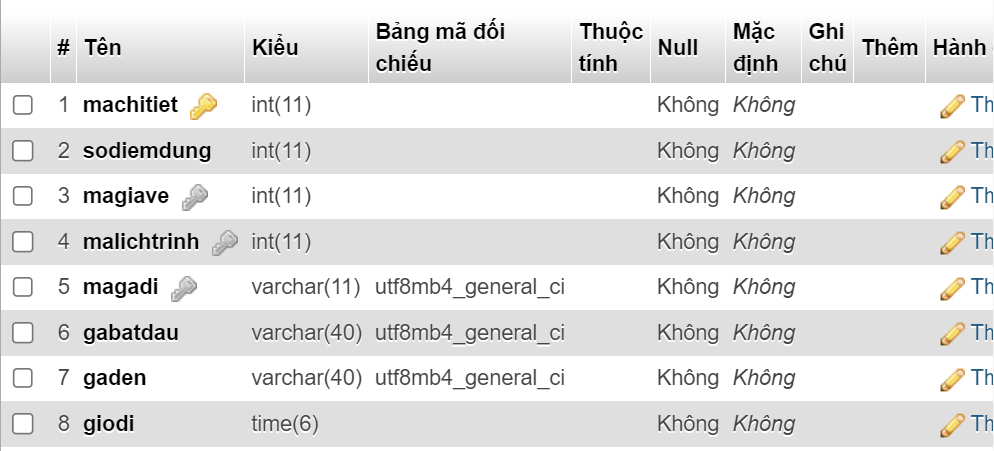 # Tên Kiểu Bảng mã đối chiếu Thuộc tính Null Mặc định Ghi chú Thêm Hành
1 machitiet int(11) Không Không Th
2 sodiemdung int(11) Không Không Th
3 magiave int(11) Không Không Th
4 malichtrinh int(11) Không Không Th
5 magadi varchar(11) utf8mb4_general_ci Không Không Th
6 gabatdau varchar(40) utf8mb4_general_ci Không Không Th
7 gaden varchar(40) utf8mb4_general_ci Không Không Th
8 giodi time(6) Không Không Th